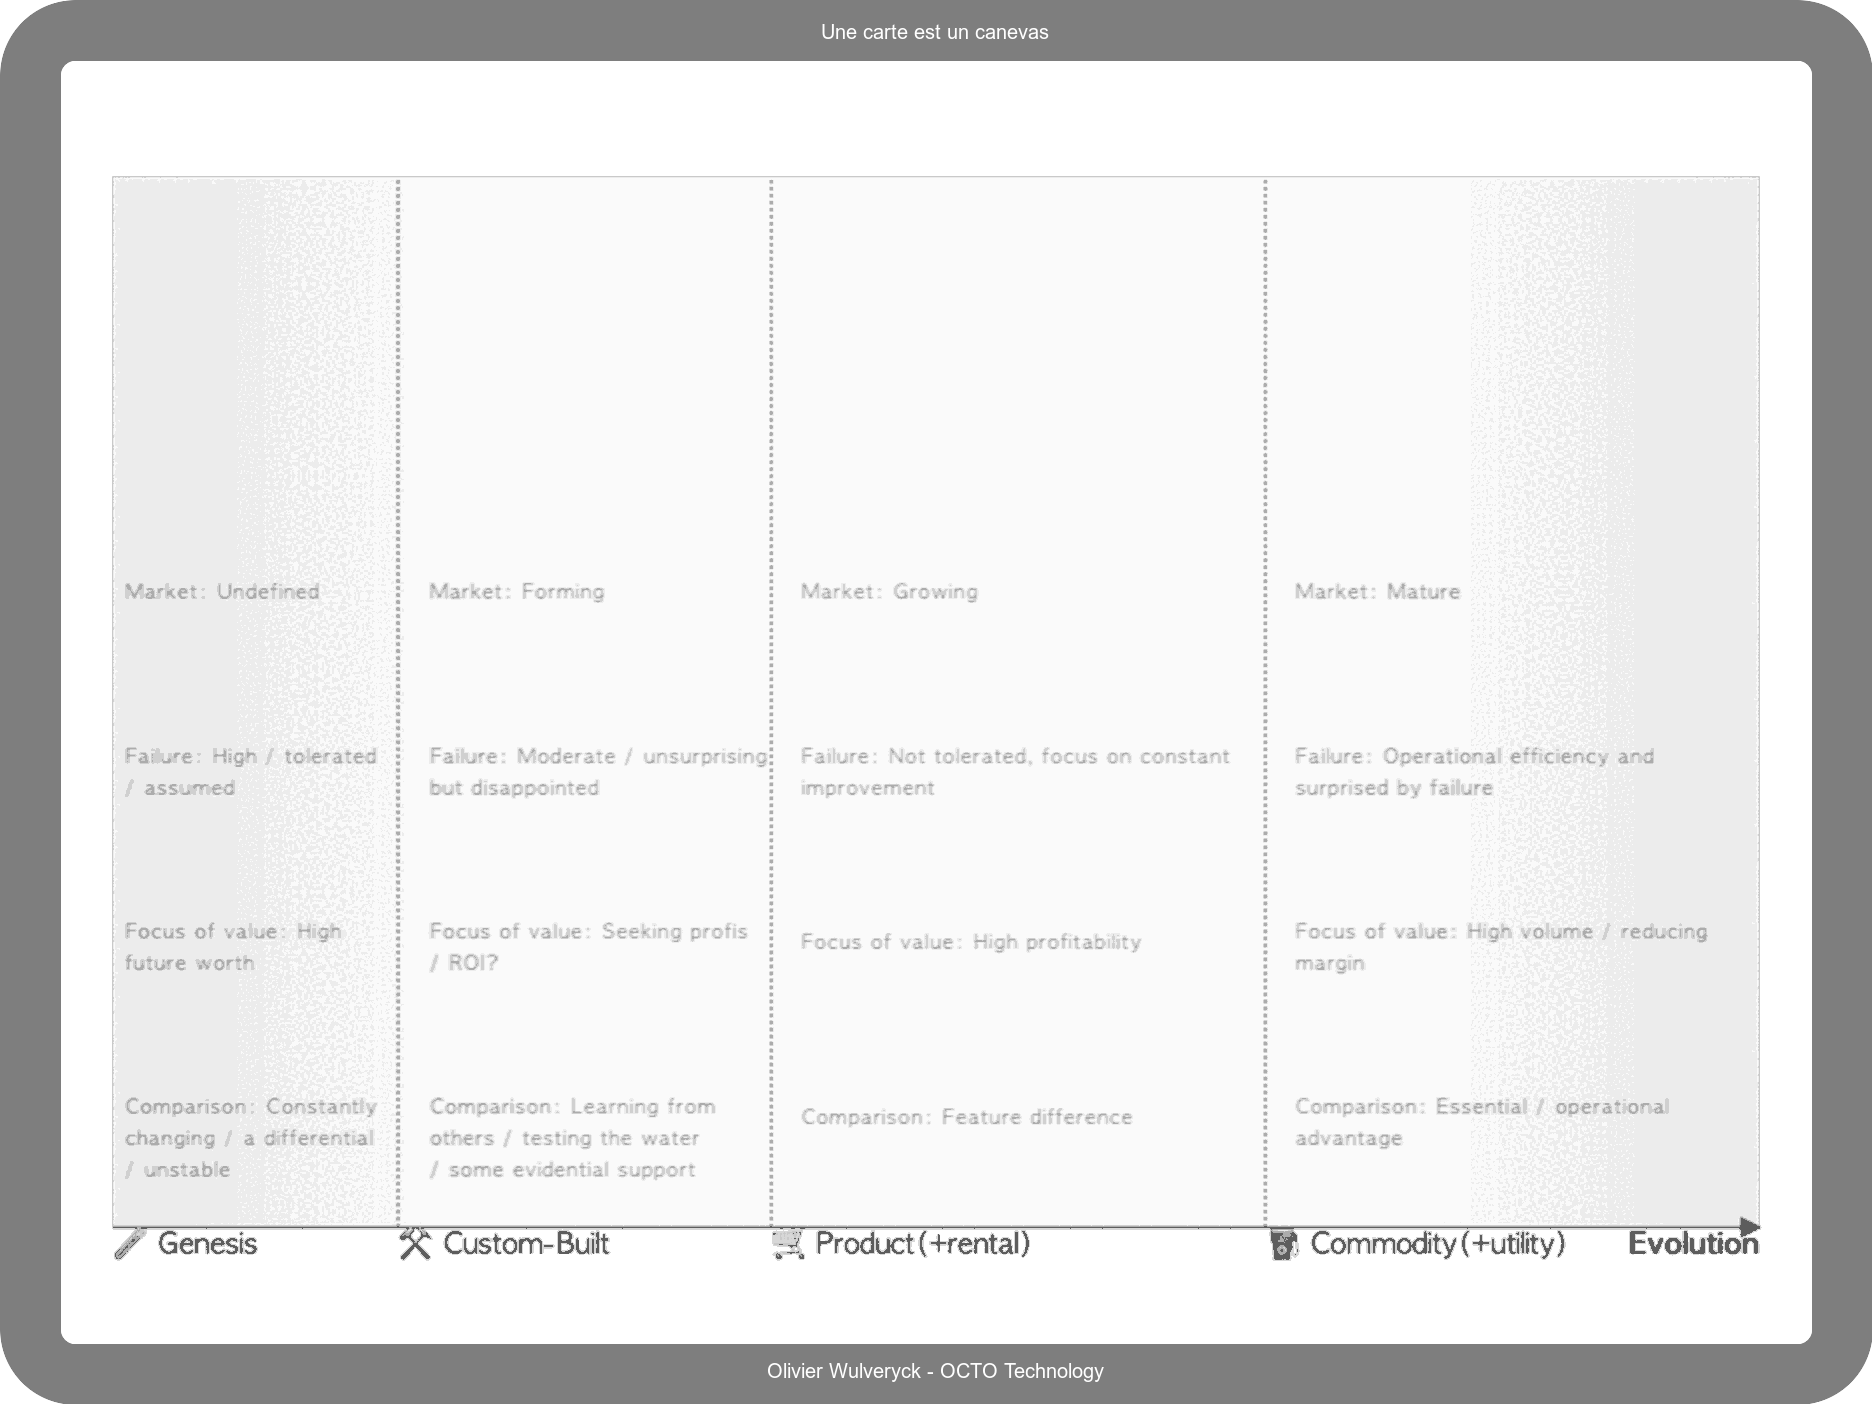 Une carte est un canevas
Market: Undefined
Market: Forming
Market: Growing
Market: Mature
Failure: High / tolerated
/ assumed
Failure: Moderate / unsurprising
but disappointed
Failure: Not tolerated, focus on constant
improvement
Failure: Operational efficiency and
surprised by failure
Focus of value: High
future worth
Focus of value: Seeking profis
/ ROI?
Focus of value: High profitability
Focus of value: High volume / reducing
margin
Comparison: Constantly
changing / a differential
/ unstable
Comparison: Learning from
others / testing the water
/ some evidential support
Comparison: Feature difference
Comparison: Essential / operational
advantage
Genesis
Custom-Built
Product(+rental)
Commodity(+utility)
Evolution
Olivier Wulveryck - OCTO Technology